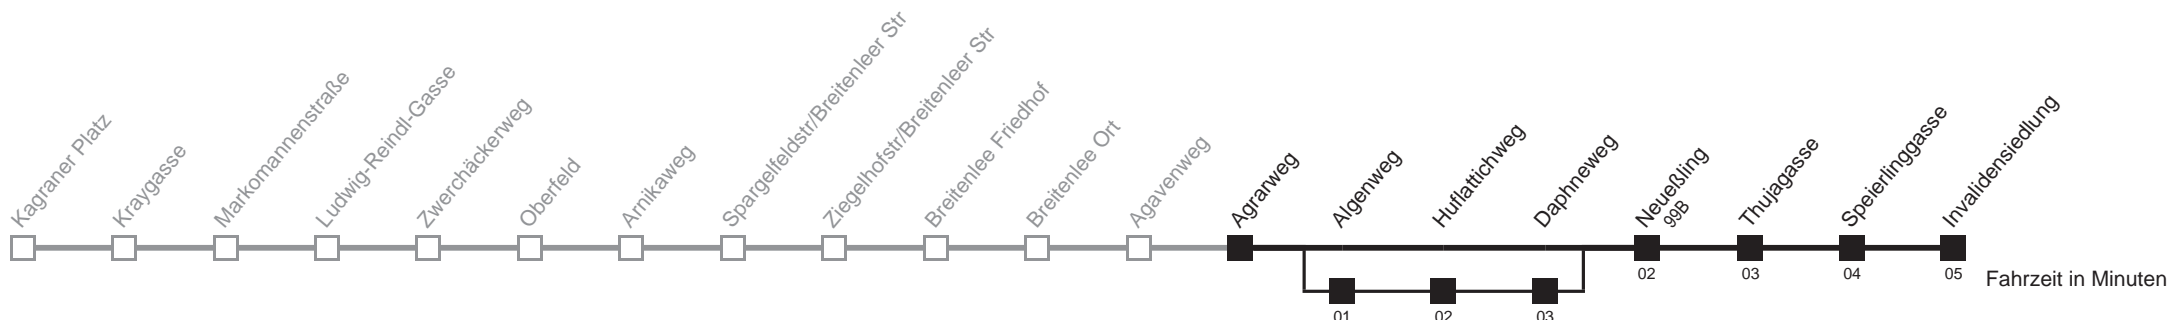 Kagraner Platz
Kraygasse
Markomannenstraße
Ludwig-Reindl-Gasse
Zwerchäckerweg
Oberfeld
Arnikaweg
Spargelfeldstr/Breitenleer Str
Ziegelhofstr/Breitenleer Str
Breitenlee Friedhof
Breitenlee Ort
Agavenweg
Agrarweg
Algenweg
Huflattichweg
Daphneweg
Neueßling
99B
Thujagasse
Speierlinggasse
Invalidensiedlung
02
03
04
05
Fahrzeit in Minuten
01
02
03